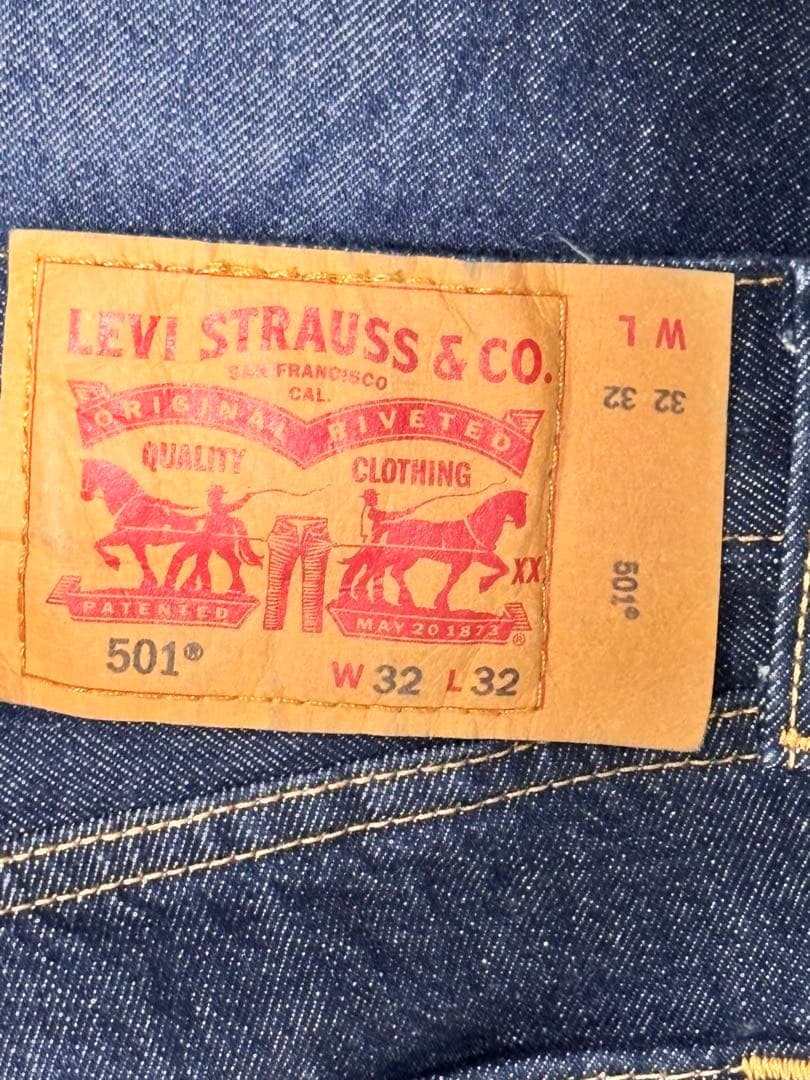 LEVI STRAUSS & CO.
SAN FRANCISCO
CAL.
ORIGINAL RIVETED
QUALITY CLOTHING
XX
PATENTED MAY 20 1873 ®
501® W 32 L 32
W L
32 32
501®